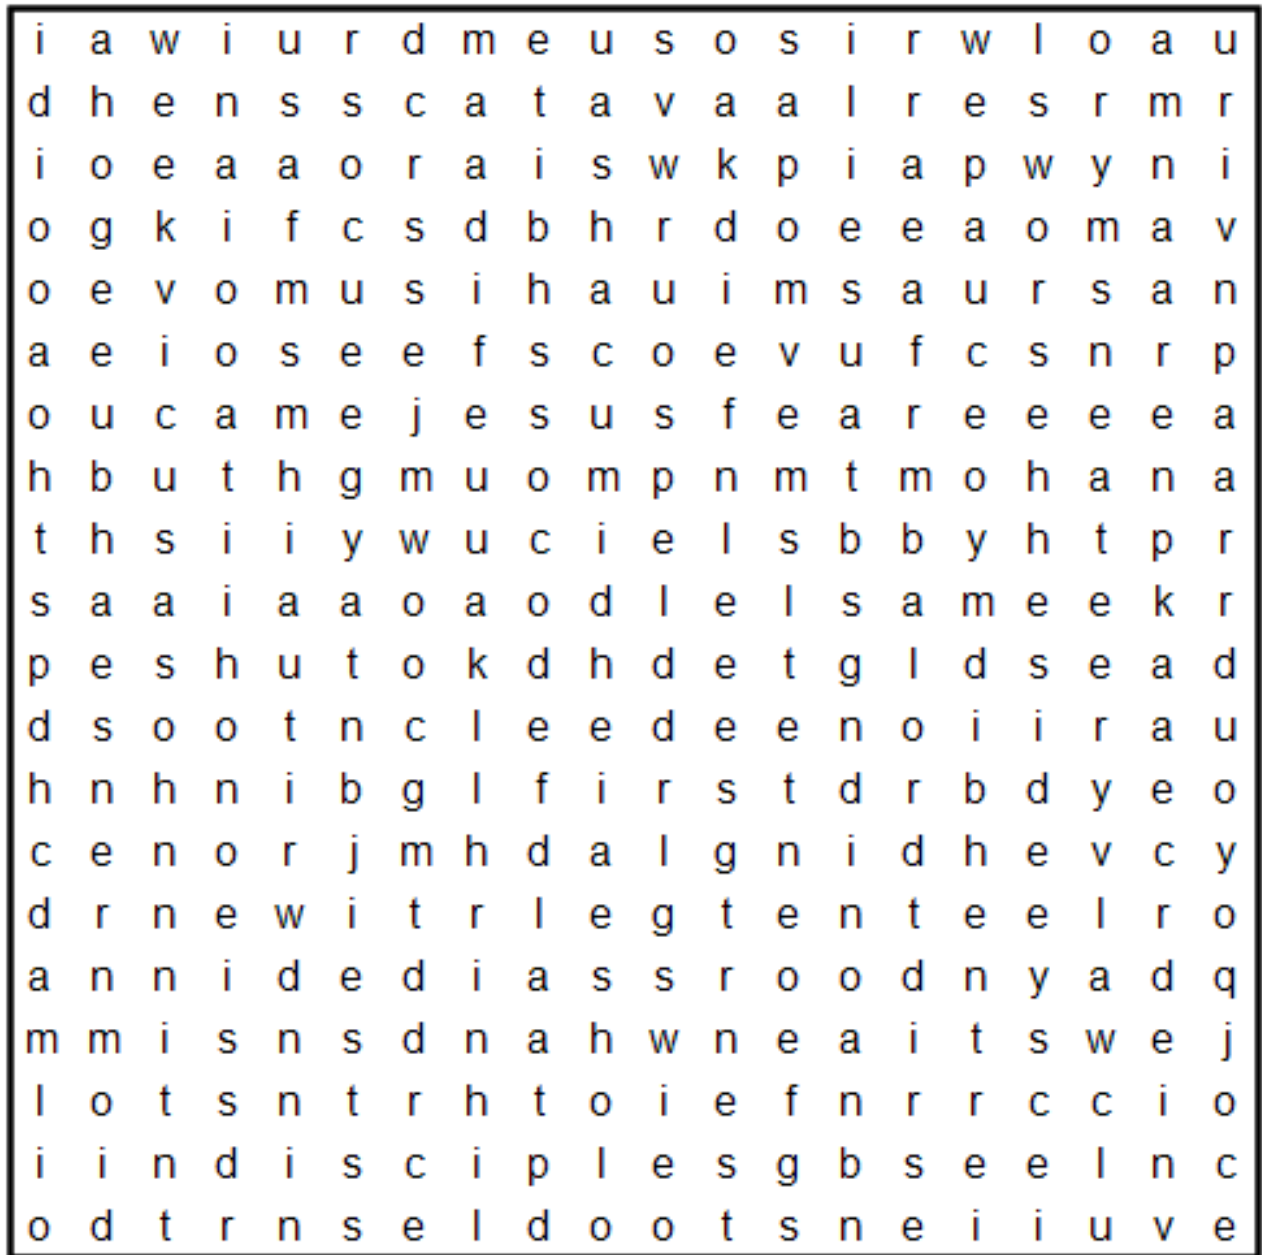 i a w i u r d m e u s o s i r w l o a u
d h e n s s c a t a v a a l r e s r m r
i o e a a o r a i s w k p i a p w y n i
o g k i f c s d b h r d o e e a o m a v
o e v o m u s i h a u i m s a u r s a n
a e i o s e e f s c o e v u f c s n r p
o u c a m e j e s u s f e a r e e e e a
h b u t h g m u o m p n m t m o h a n a
t h s i i y w u c i e l s b b y h t p r
s a a i a a o a o d l e l s a m e e k r
p e s h u t o k d h d e t g l d s e a d
d s o o t n c l e e d e e n o i i r a u
h n h n i b g l f i r s t d r b d y e o
c e n o r j m h d a l g n i d h e v c y
d r n e w i t r l e g t e n t e e l r o
a n n i d e d i a s s r o o d n y a d q
m m i s n s d n a h w n e a i t s w e j
l o t s n t r h t o i e f n r r c c i o
i i n d i s c i p l e s g b s e e l n c
o d t r n s e l d o o t s n e i i u v e